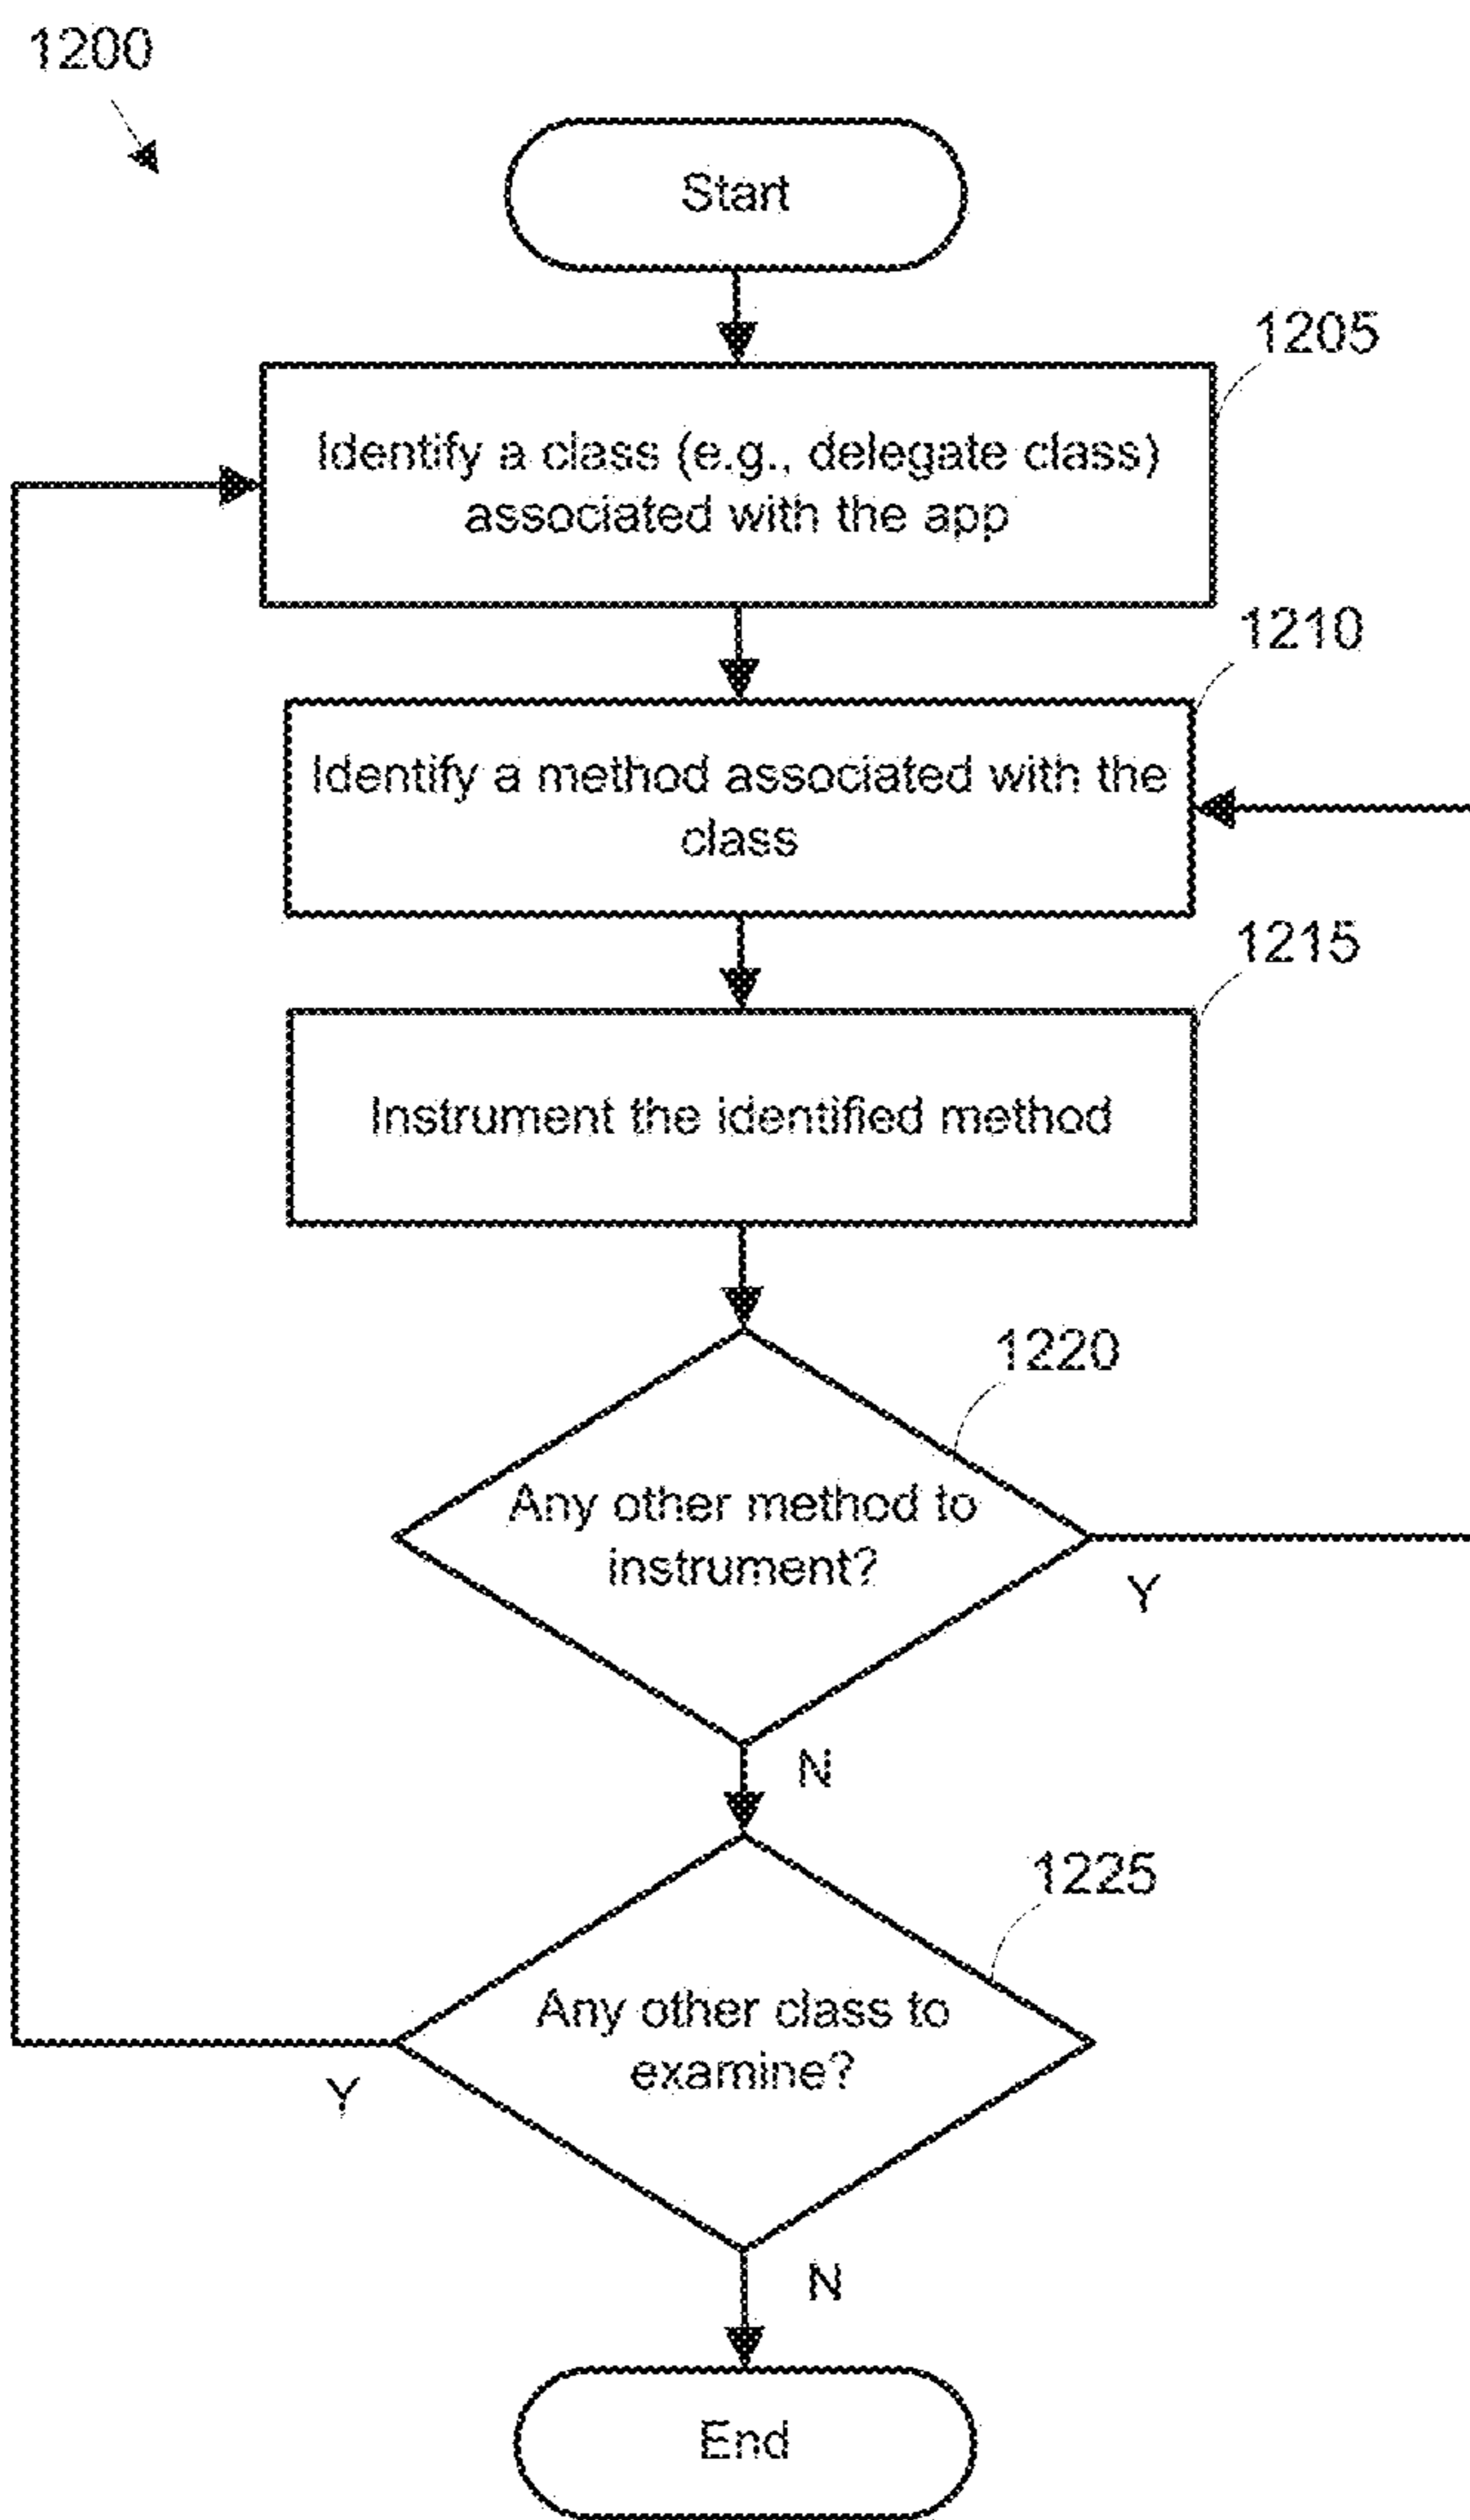 1200
Start
1205
Identify a class (e.g., delegate class)
associated with the app
1210
Identify a method associated with the
class
1215
Instrument the identified method
1220
Any other method to
instrument?
Y
N
1225
Any other class to
examine?
Y
N
End